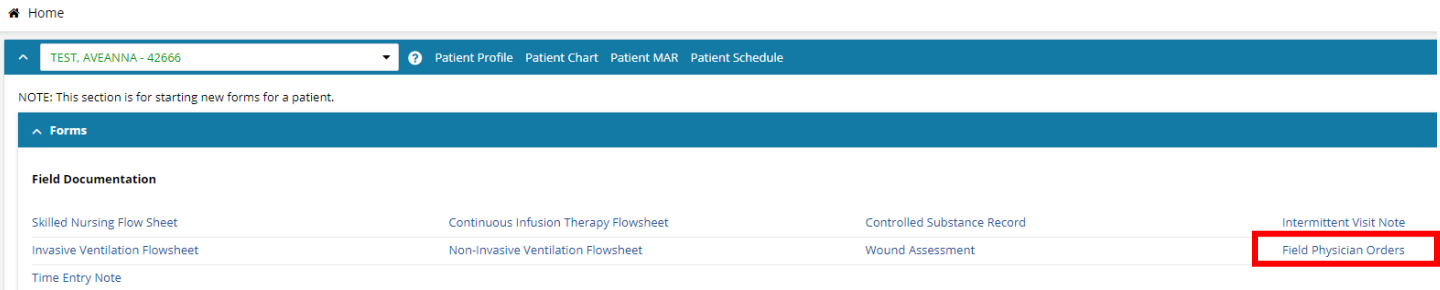 Home
TEST, AVEANNA - 42666 ? Patient Profile Patient Chart Patient MAR Patient Schedule
NOTE: This section is for starting new forms for a patient.
Forms
Field Documentation
Skilled Nursing Flow Sheet Continuous Infusion Therapy Flowsheet Controlled Substance Record Intermittent Visit Note
Invasive Ventilation Flowsheet Non-Invasive Ventilation Flowsheet Wound Assessment Field Physician Orders
Time Entry Note